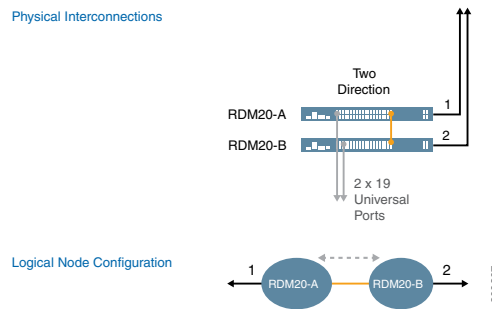 Physical Interconnections
Two
Direction
RDM20-A
1
RDM20-B
2
2 x 19
Universal
Ports
Logical Node Configuration
1
RDM20-A
RDM20-B
2